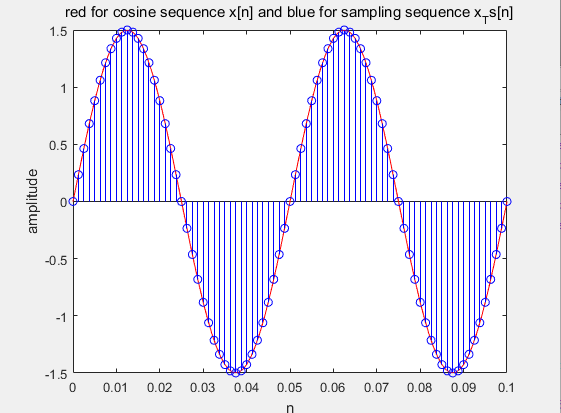 red for cosine sequence x[n] and blue for sampling sequence x_Ts[n]
1.5
1
0.5
0
-0.5
-1
-1.5
amplitude
0 0.01 0.02 0.03 0.04 0.05 0.06 0.07 0.08 0.09 0.1
n